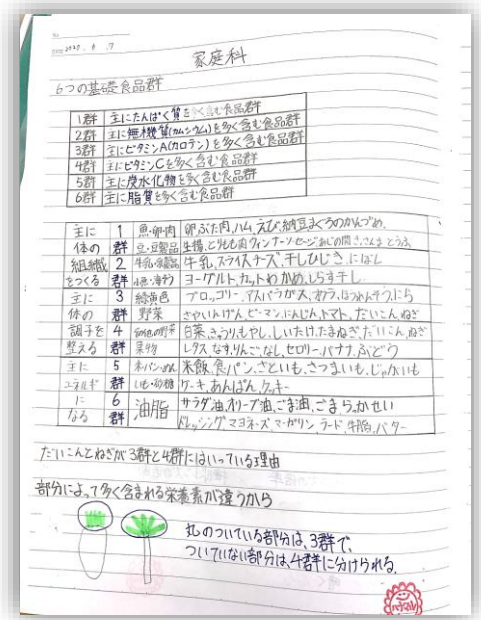 No.
DATE 2020 . 6 . 7
家庭科
6つの基礎食品群
1群 主にたんぱく質を多く含む食品群
2群 主に無機質(カルシウム)を多く含む食品群
3群 主にビタミンA(カロテン)を多く含む食品群
4群 主にビタミンCを多く含む食品群
5群 主に炭水化物を多く含む食品群
6群 主に脂質を多く含む食品群
主に 1 魚・卵・肉 卵,ぶた肉,ハム,えび,納豆,まぐろのかんづめ,
体の 群 豆・豆製品 とりもも肉,ウィンナーソーセージ,あじの開き,さんま,とうふ
組織 2 牛乳・乳製品 牛乳,スライスチーズ,干しひじき,にぼし
をつくる 群 小魚・海そう ヨーグルト,カットわかめ,しらす干し
主に 3 緑黄色 ブロッコリー,アスパラガス,オクラ,ほうれんそう,にら
体の 群 野菜 さやいんげん,ピーマン,にんじん,トマト,だいこん,ねぎ
調子を 4 その他の野菜 白菜,きゅうり,もやし,しいたけ,たまねぎ,だいこん,ねぎ
整える 群 果物 レタス,なす,りんご,なし,セロリー,バナナ,ぶどう
主に 5 米・パン・めん 米飯,食パン,さといも,さつまいも,じゃがいも
エネルギー 群 いも・砂糖 ケーキ,あんぱん,クッキー
に 6 油脂 サラダ油,オリーブ油,ごま油,ごま,らっかせい
なる 群 ドレッシング,マヨネーズ,マーガリン,ラード,牛脂,バター
だいこんとねぎが3群と4群にはいっている理由
部分によって多く含まれる栄養素が違うから
丸のついている部分は,3群で,
ついていない部分は,4群に分けられる.